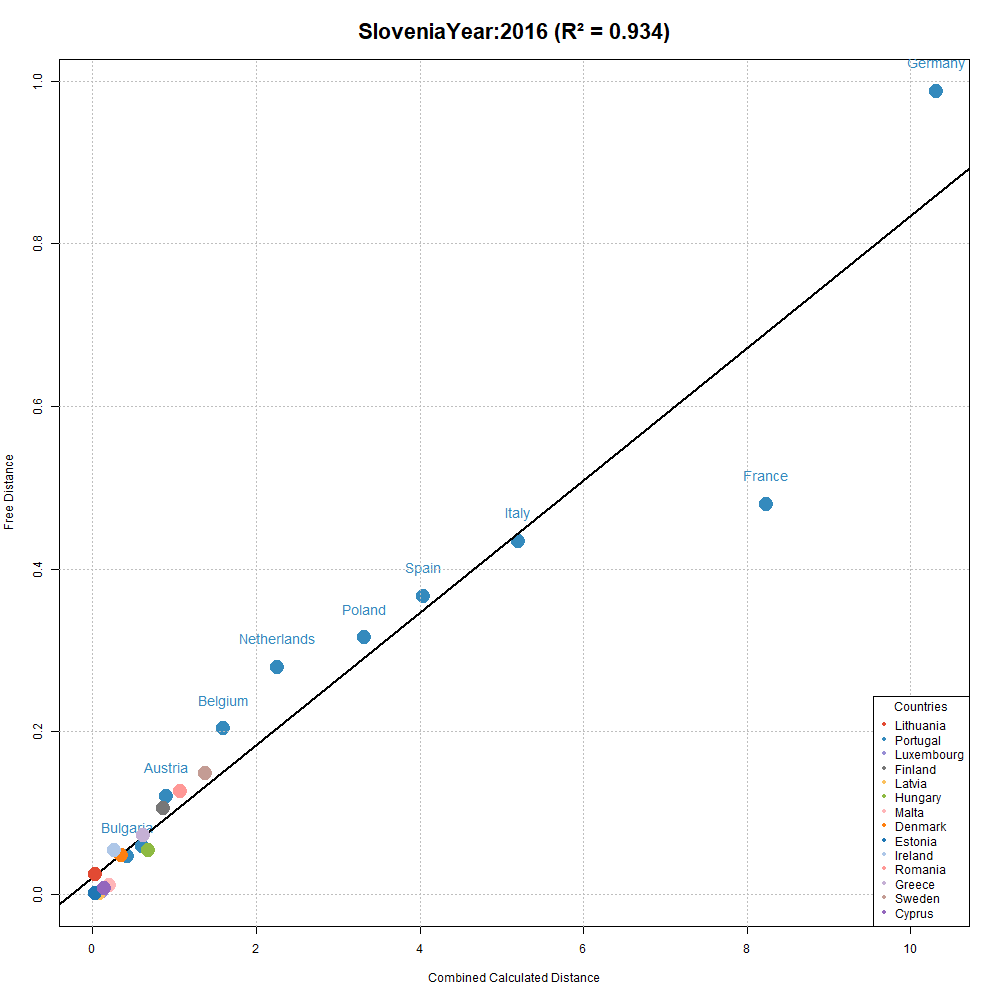 SloveniaYear:2016 (R² = 0.934)
Germany
France
Italy
Spain
Poland
Netherlands
Belgium
Austria
Bulgaria
Free Distance
1.0
0.8
0.6
0.4
0.2
0.0
0
2
4
6
8
10
Combined Calculated Distance
Countries
Lithuania
Portugal
Luxembourg
Finland
Latvia
Hungary
Malta
Denmark
Estonia
Ireland
Romania
Greece
Sweden
Cyprus